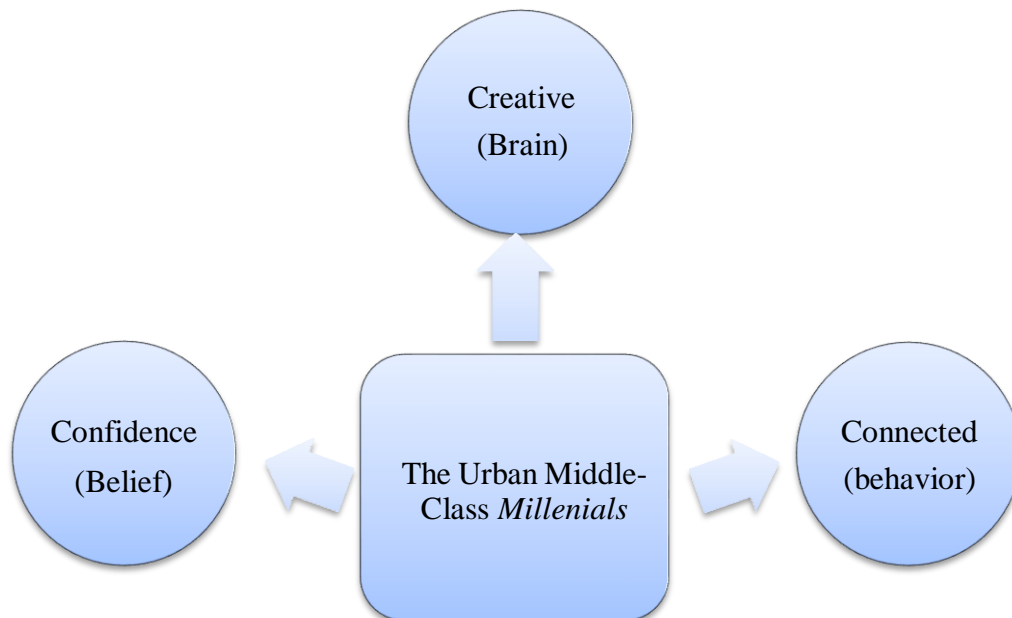 Creative
(Brain)
Confidence
(Belief)
The Urban Middle-
Class Millenials
Connected
(behavior)